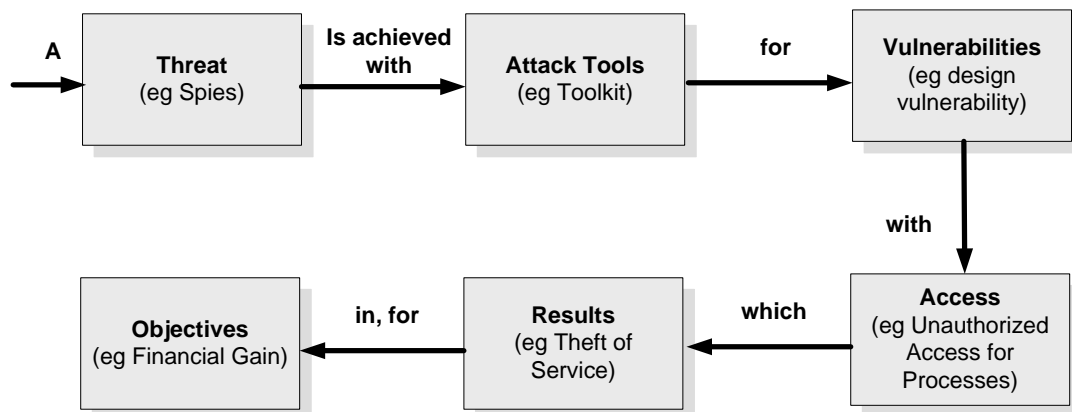 A
Threat
(eg Spies)
Is achieved
with
Attack Tools
(eg Toolkit)
for
Vulnerabilities
(eg design
vulnerability)
with
Access
(eg Unauthorized
Access for
Processes)
which
Results
(eg Theft of
Service)
in, for
Objectives
(eg Financial Gain)